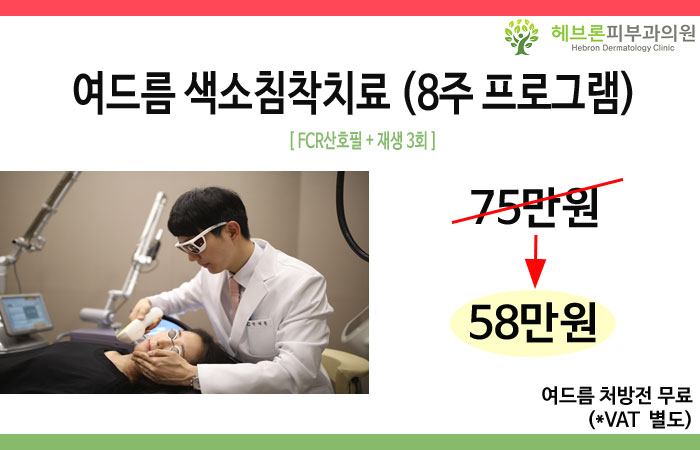 헤브론피부과의원
Hebron Dermatology Clinic
여드름 색소침착치료 (8주 프로그램)
[ FCR산호필 + 재생 3회 ]
75만원
58만원
여드름 처방전 무료
(*VAT 별도)